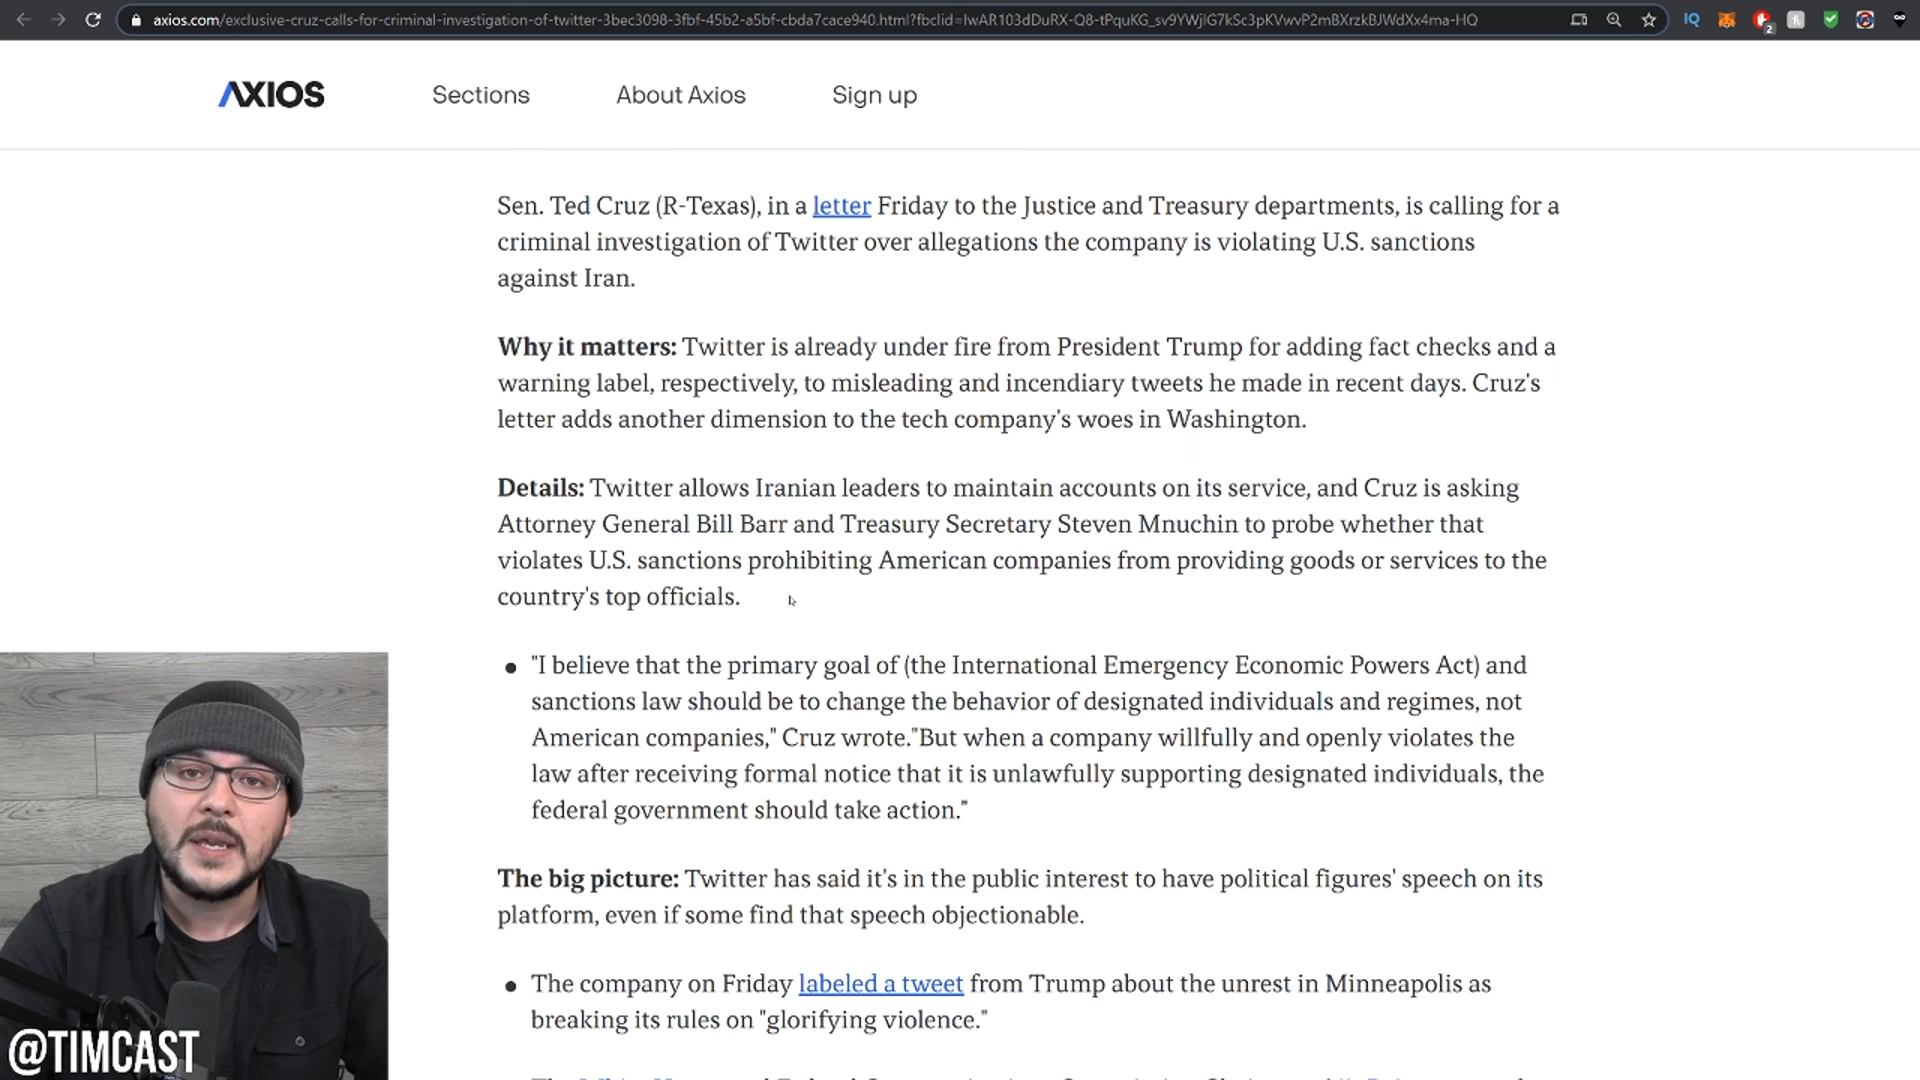 axios.com/exclusive-cruz-calls-for-criminal-investigation-of-twitter-3bec3098-3fbf-45b2-a5bf-cbda7cace940.html?fbclid=IwAR103dDuRX-Q8-tPquKG_sv9YWjIG7kSc3pKVwvP2mBXrzkBJWdXx4ma-HQ
IQ
2
AXIOS
Sections
About Axios
Sign up
Sen. Ted Cruz (R-Texas), in a letter Friday to the Justice and Treasury departments, is calling for a
criminal investigation of Twitter over allegations the company is violating U.S. sanctions
against Iran.
Why it matters: Twitter is already under fire from President Trump for adding fact checks and a
warning label, respectively, to misleading and incendiary tweets he made in recent days. Cruz's
letter adds another dimension to the tech company's woes in Washington.
Details: Twitter allows Iranian leaders to maintain accounts on its service, and Cruz is asking
Attorney General Bill Barr and Treasury Secretary Steven Mnuchin to probe whether that
violates U.S. sanctions prohibiting American companies from providing goods or services to the
country's top officials.
• "I believe that the primary goal of (the International Emergency Economic Powers Act) and
sanctions law should be to change the behavior of designated individuals and regimes, not
American companies," Cruz wrote."But when a company willfully and openly violates the
law after receiving formal notice that it is unlawfully supporting designated individuals, the
federal government should take action."
The big picture: Twitter has said it's in the public interest to have political figures' speech on its
platform, even if some find that speech objectionable.
• The company on Friday labeled a tweet from Trump about the unrest in Minneapolis as
breaking its rules on "glorifying violence."
@TIMCAST